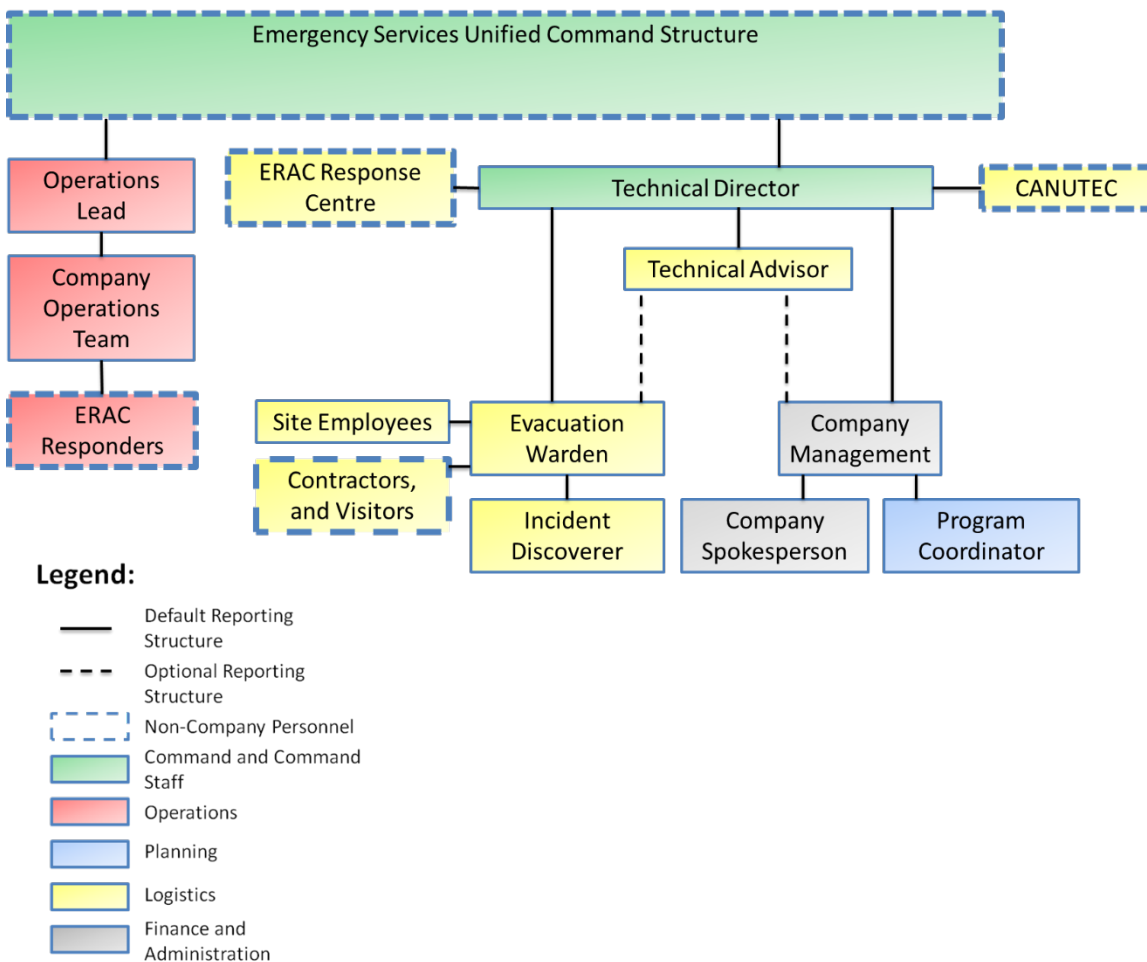 Emergency Services Unified Command Structure
Operations
Lead
ERAC Response
Centre
Technical Director
CANUTEC
Company
Operations
Team
Technical Advisor
ERAC
Responders
Site Employees
Evacuation
Warden
Company
Management
Contractors,
and Visitors
Incident
Discoverer
Company
Spokesperson
Program
Coordinator
Legend:
Default Reporting
Structure
Optional Reporting
Structure
Non-Company Personnel
Command and Command
Staff
Operations
Planning
Logistics
Finance and
Administration